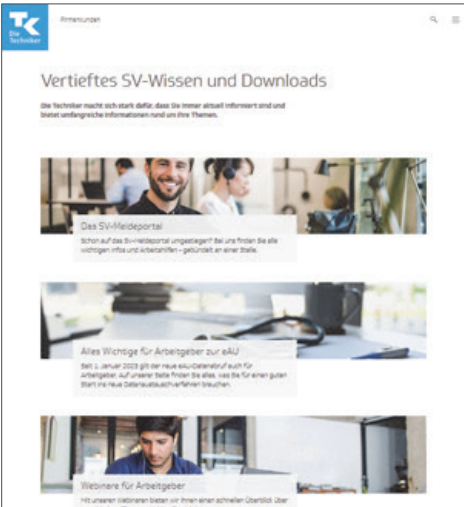 TK
Die
Techniker
Firmenkunden
Vertieftes SV-Wissen und Downloads
Die Techniker macht sich stark dafür, dass Sie immer aktuell informiert sind und
bietet umfangreiche Informationen rund um Ihre Themen.
Das SV-Meldeportal
Schon auf das SV-Meldeportal umgestiegen? Bei uns finden Sie alle
wichtigen Infos und Arbeitshilfen – gebündelt an einer Stelle.
Alles Wichtige für Arbeitgeber zur eAU
Seit 1. Januar 2023 gilt der neue eAU-Datenabruf auch für
Arbeitgeber. Auf unserer Seite finden Sie alles, was Sie für einen guten
Start ins neue Datenaustauschverfahren brauchen.
Webinare für Arbeitgeber
Mit unseren Webinaren bieten wir Ihnen einen schnellen Überblick über